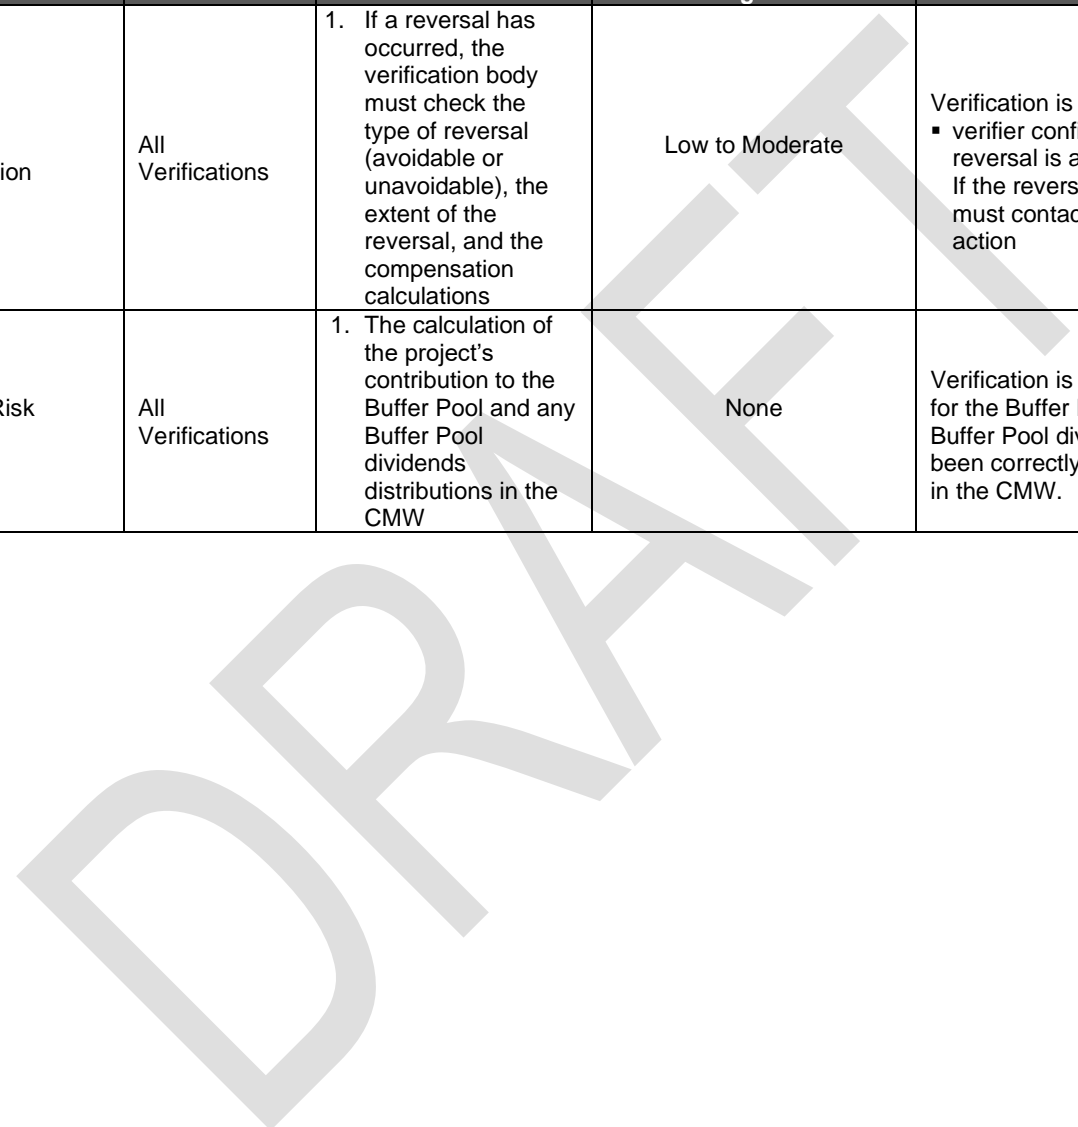 ion
All
Verifications
1. If a reversal has
occurred, the
verification body
must check the
type of reversal
(avoidable or
unavoidable), the
extent of the
reversal, and the
compensation
calculations
Low to Moderate
Verification is
▪ verifier conf
reversal is a
If the revers
must contac
action
Risk
All
Verifications
1. The calculation of
the project's
contribution to the
Buffer Pool and any
Buffer Pool
dividends
distributions in the
CMW
None
Verification is
for the Buffer
Buffer Pool di
been correctly
in the CMW.
DRAFT